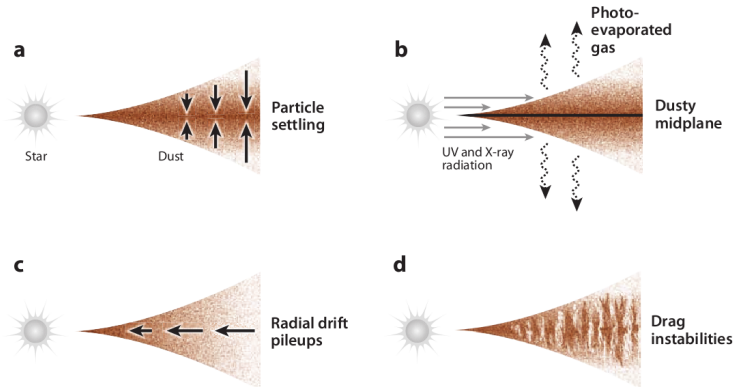 a
Particle
settling
Star
Dust
b
Photo-
evaporated
gas
Dusty
midplane
UV and X-ray
radiation
c
Radial drift
pileups
d
Drag
instabilities